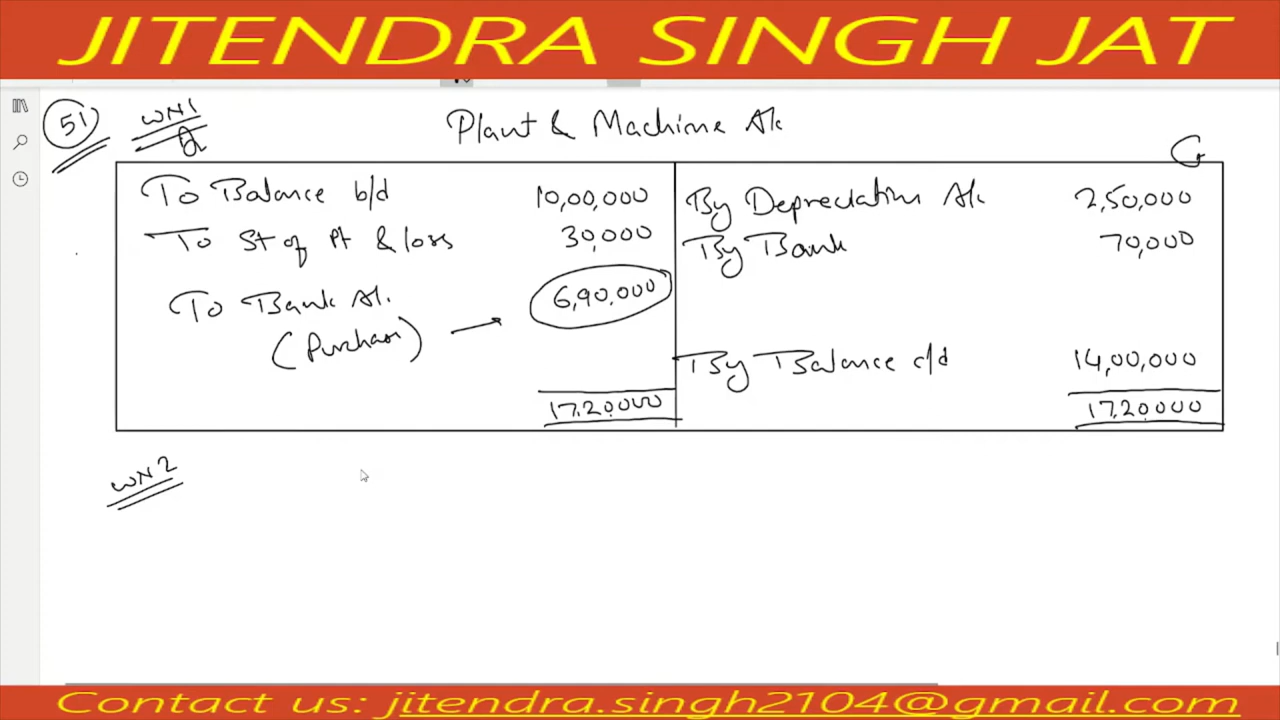 JITENDRA SINGH JAT
51 WN1 Plant & Machine A/c
Dr Cr
To Balance b/d 10,00,000 By Depreciation A/c 2,50,000
To St of Pt & loss 30,000 By Bank 70,000
To Bank A/c. 6,90,000
(Purchase)
By Balance c/d 14,00,000
17,20,000 17,20,000
WN2
Contact us: jitendra.singh2104@gmail.com